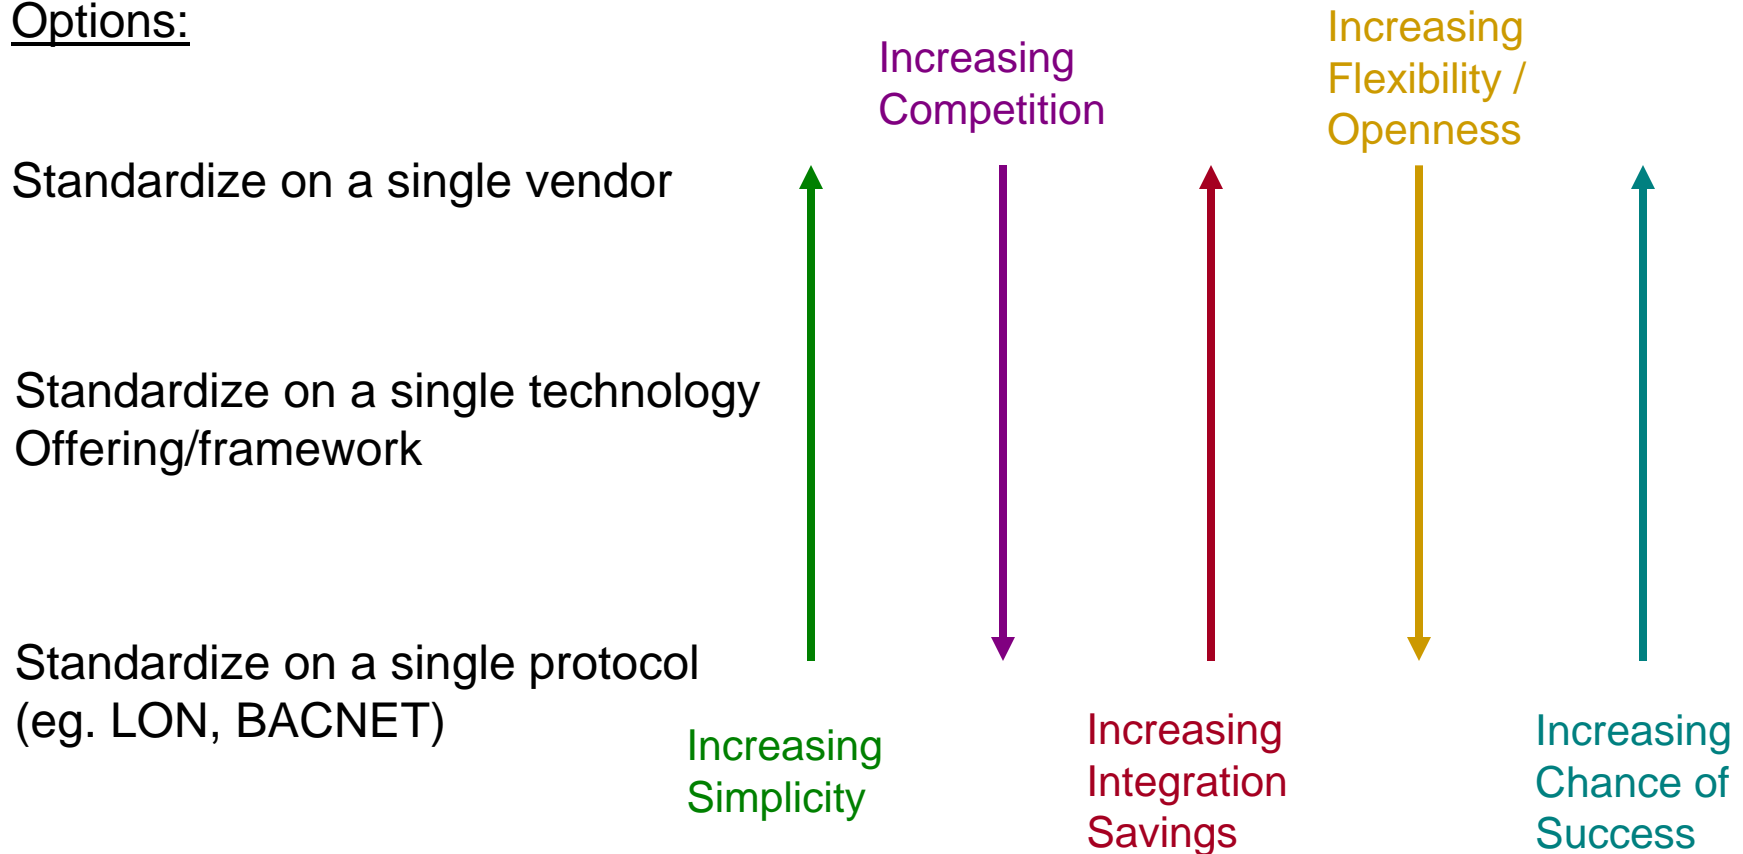 Options:
Increasing
Competition
Increasing
Flexibility /
Openness
Standardize on a single vendor
Standardize on a single technology
Offering/framework
Standardize on a single protocol
(eg. LON, BACNET)
Increasing
Simplicity
Increasing
Integration
Savings
Increasing
Chance of
Success